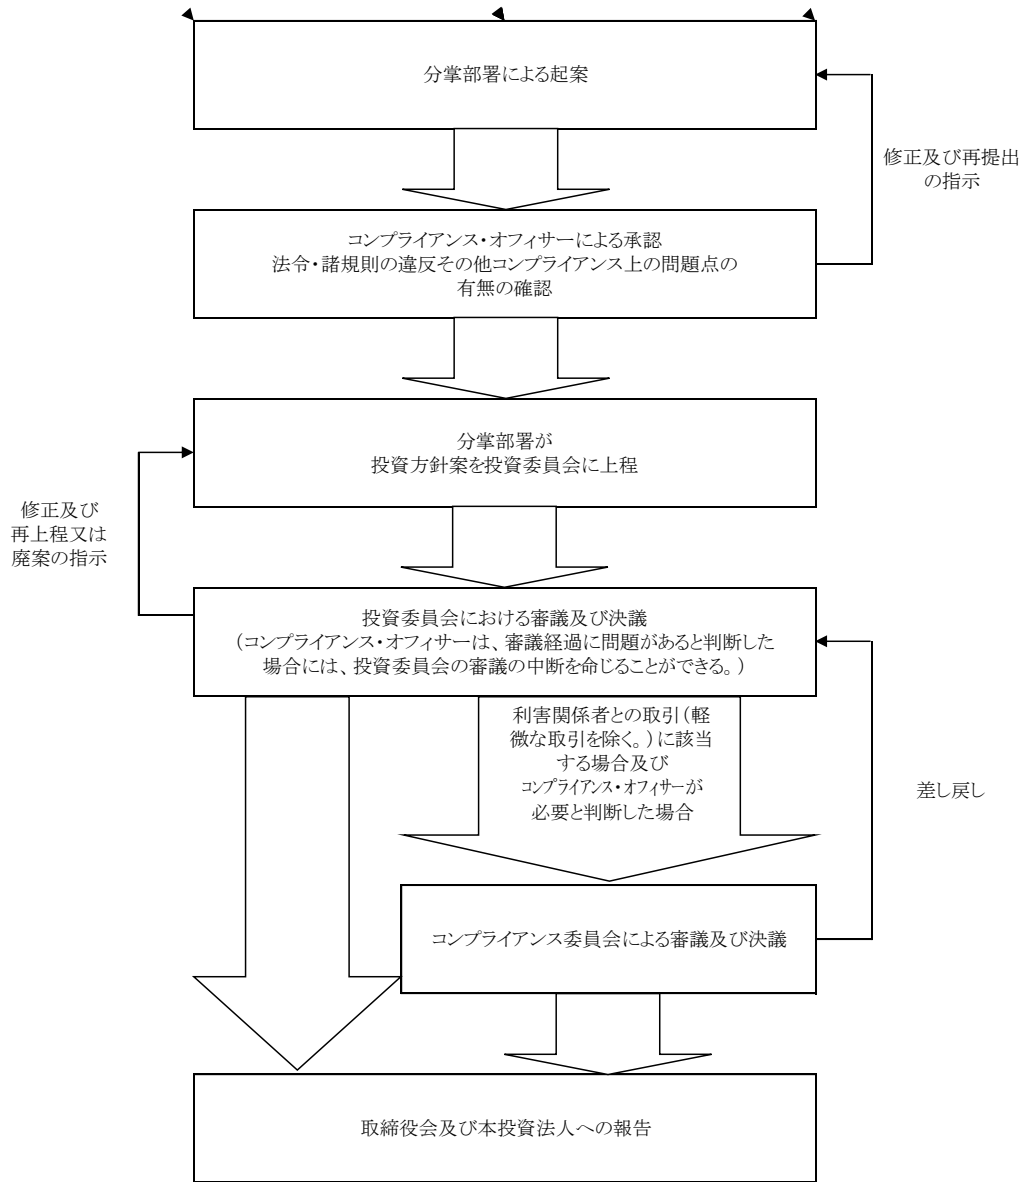 分掌部署による起案
修正及び再提出
の指示
コンプライアンス・オフィサーによる承認
法令・諸規則の違反その他コンプライアンス上の問題点の
有無の確認
分掌部署が
投資方針案を投資委員会に上程
修正及び
再上程又は
廃案の指示
投資委員会における審議及び決議
（コンプライアンス・オフィサーは、審議経過に問題があると判断した
場合には、投資委員会の審議の中断を命じることができる。）
利害関係者との取引（軽
微な取引を除く。）に該当
する場合及び
コンプライアンス・オフィサーが
必要と判断した場合
差し戻し
コンプライアンス委員会による審議及び決議
取締役会及び本投資法人への報告